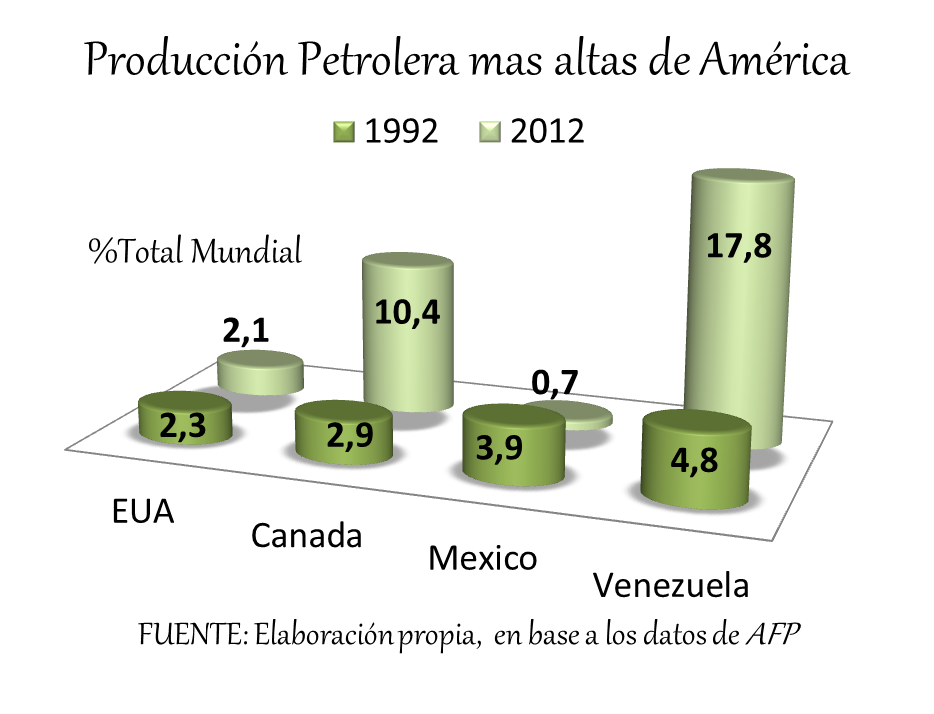 Producción Petrolera mas altas de América
1992 2012
%Total Mundial
17,8
10,4
2,1
0,7
2,3
2,9
3,9
4,8
EUA
Canada
Mexico
Venezuela
FUENTE: Elaboración propia, en base a los datos de AFP